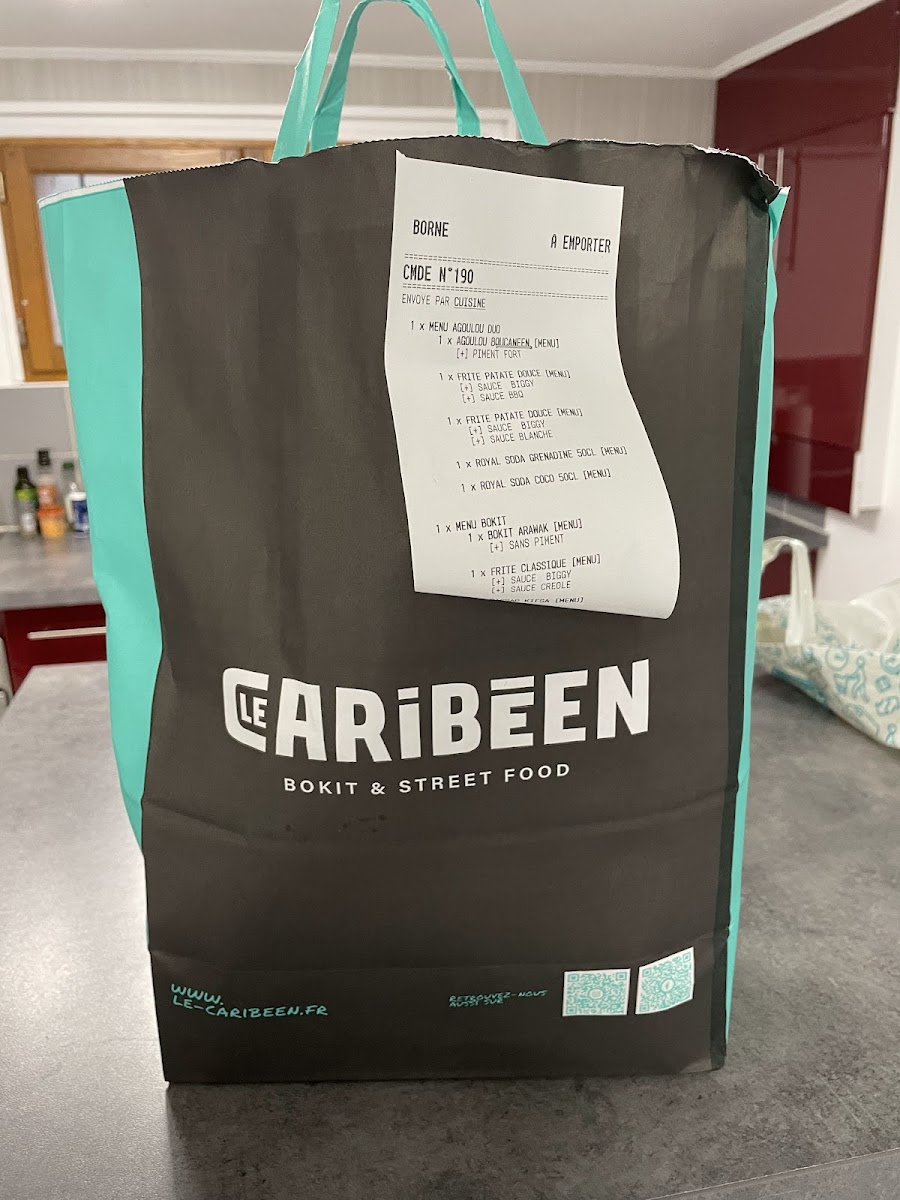 BORNE
A EMPORTER
CMDE N°190
ENVOYE PAR CUISINE
1 x MENU AGOULOU DUO
1 x AGOULOU BOUCANEEN [MENU]
[+] PIMENT FORT
1 x FRITE PATATE DOUCE [MENU]
[+] SAUCE BIGGY
[+] SAUCE BBQ
1 x FRITE PATATE DOUCE [MENU]
[+] SAUCE BIGGY
[+] SAUCE BLANCHE
1 x ROYAL SODA GRENADINE 50CL [MENU]
1 x ROYAL SODA COCO 50CL [MENU]
1 x MENU BOKIT
1 x BOKIT ARAWAK [MENU]
[+] SANS PIMENT
1 x FRITE CLASSIQUE [MENU]
[+] SAUCE BIGGY
[+] SAUCE CREOLE
[MENU]
LE CARiBĒEN
BOKIT & STREET FOOD
WWW.
LE-CARIBEEN.FR
RETROUVEZ-NOUS
AUSSI SUR